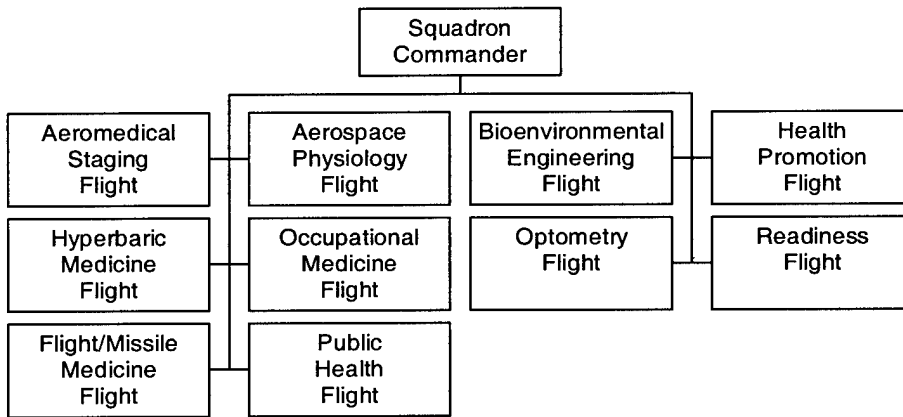 Squadron
Commander
Aeromedical
Staging
Flight
Aerospace
Physiology
Flight
Bioenvironmental
Engineering
Flight
Health
Promotion
Flight
Hyperbaric
Medicine
Flight
Occupational
Medicine
Flight
Optometry
Flight
Readiness
Flight
Flight/Missile
Medicine
Flight
Public
Health
Flight